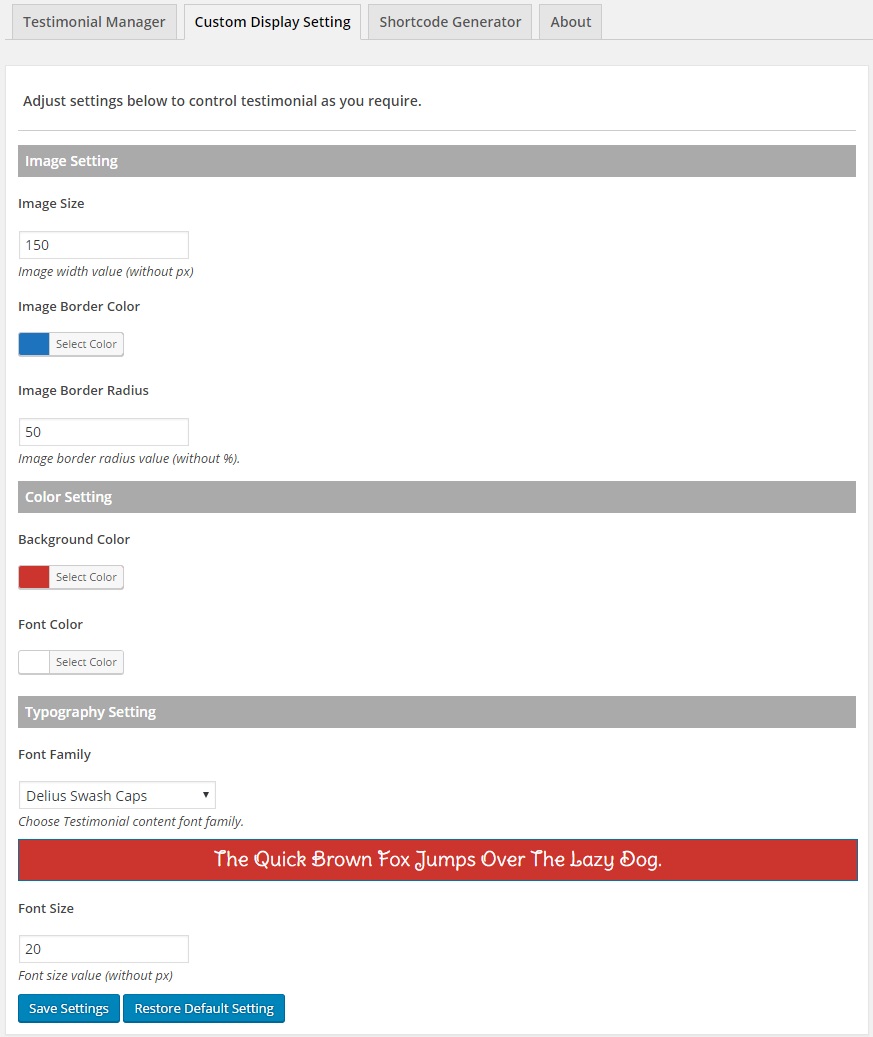 Testimonial Manager
Custom Display Setting
Shortcode Generator
About
Adjust settings below to control testimonial as you require.
Image Setting
Image Size
150
Image width value (without px)
Image Border Color
Select Color
Image Border Radius
50
Image border radius value (without %).
Color Setting
Background Color
Select Color
Font Color
Select Color
Typography Setting
Font Family
Delius Swash Caps
Choose Testimonial content font family.
The Quick Brown Fox Jumps Over The Lazy Dog.
Font Size
20
Font size value (without px)
Save Settings
Restore Default Setting